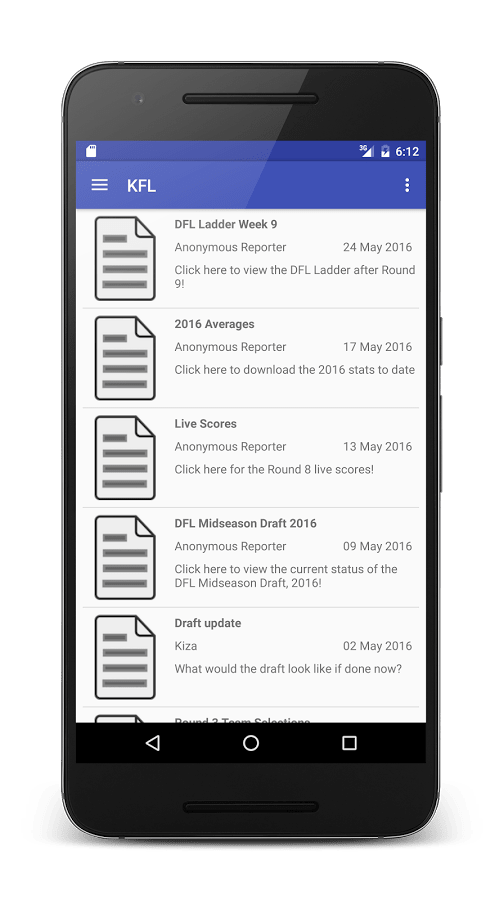 3G 6:12
KFL
DFL Ladder Week 9
Anonymous Reporter 24 May 2016
Click here to view the DFL Ladder after Round
9!
2016 Averages
Anonymous Reporter 17 May 2016
Click here to download the 2016 stats to date
Live Scores
Anonymous Reporter 13 May 2016
Click here for the Round 8 live scores!
DFL Midseason Draft 2016
Anonymous Reporter 09 May 2016
Click here to view the current status of the
DFL Midseason Draft, 2016!
Draft update
Kiza 02 May 2016
What would the draft look like if done now?
Round 3 Team Selections